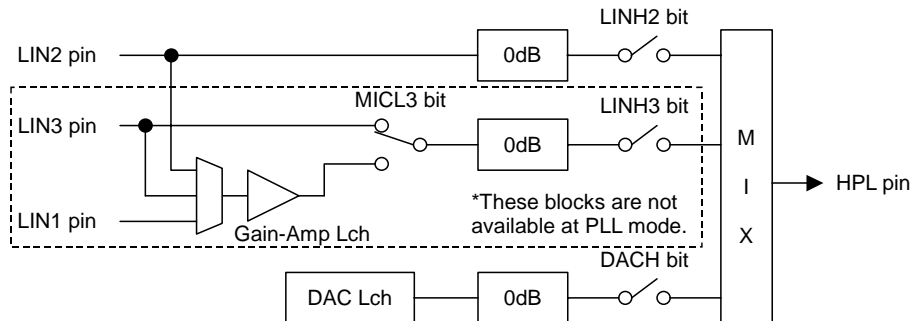 LINH2 bit
LIN2 pin
0dB
MICL3 bit
LINH3 bit
LIN3 pin
0dB
M
I
X
HPL pin
*These blocks are not
available at PLL mode.
LIN1 pin
Gain-Amp Lch
DACH bit
DAC Lch
0dB